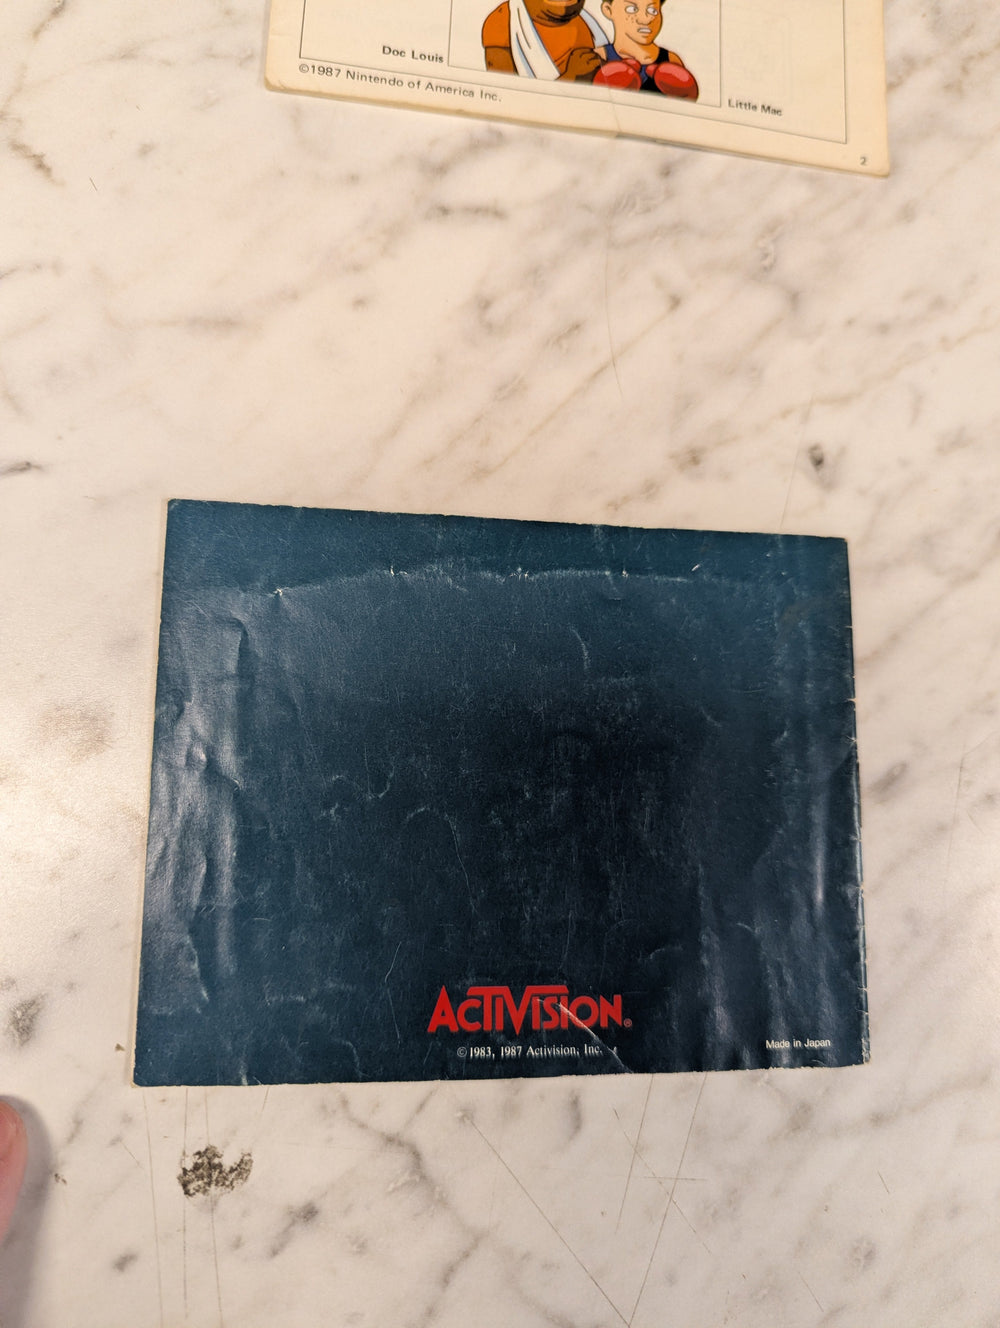 Doc Louis
©1987 Nintendo of America Inc.
Little Mac
2
ACTIVISION®
©1983, 1987 Activision, Inc.
Made in Japan